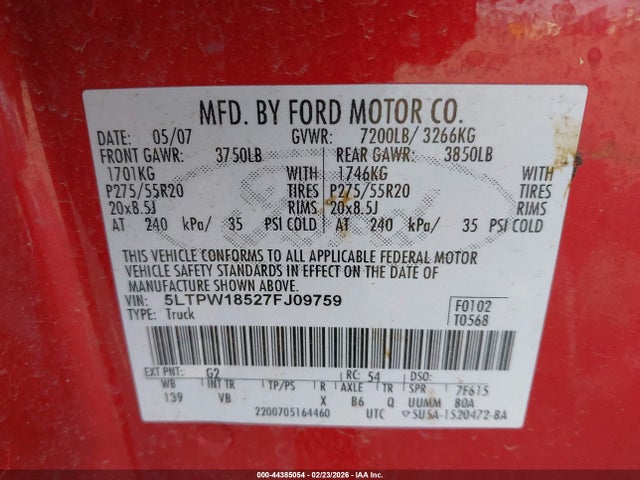 MFD. BY FORD MOTOR CO.
DATE: 05/07 GVWR: 7200LB/ 3266KG
FRONT GAWR: 3750LB REAR GAWR: 3850LB
1701KG WITH 1746KG WITH
P275/55R20 TIRES P275/55R20 TIRES
20x8.5J RIMS 20x8.5J RIMS
AT 240 kPa/ 35 PSI COLD AT 240 kPa/ 35 PSI COLD
THIS VEHICLE CONFORMS TO ALL APPLICABLE FEDERAL MOTOR
VEHICLE SAFETY STANDARDS IN EFFECT ON THE DATE OF
MANUFACTURE SHOWN ABOVE.
VIN: 5LTPW18527FJ09759 F0102
TYPE: Truck T0568
EXT PNT: G2 RC: 54 DSO:
WB INT TR TP/PS R AXLE TR SPR 7F615
139 VB X B6 Q UUMM BOA
2200705164460 UTC 5U5A-1520472-BA
000-44385054 - 02/23/2026 - IAA Inc.